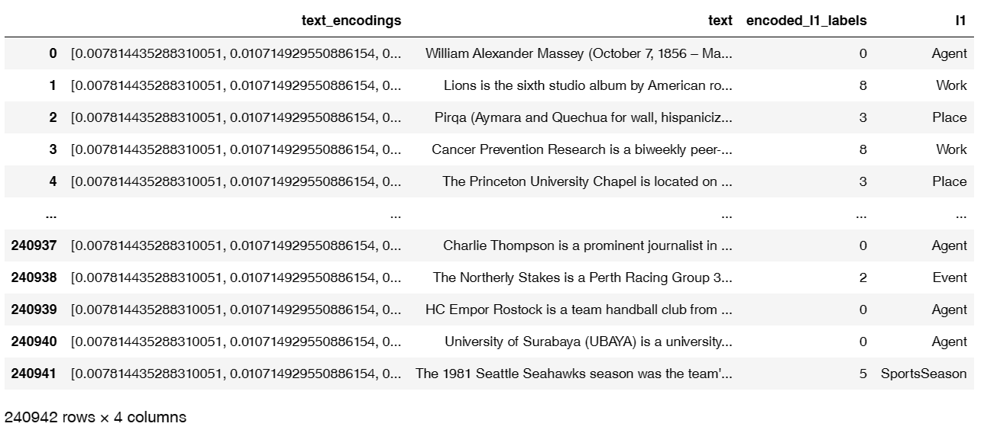 text_encodings text encoded_l1_labels l1
0 [0.007814435288310051, 0.010714929550886154, 0... William Alexander Massey (October 7, 1856 – Ma... 0 Agent
1 [0.007814435288310051, 0.010714929550886154, 0... Lions is the sixth studio album by American ro... 8 Work
2 [0.007814435288310051, 0.010714929550886154, 0... Pirqa (Aymara and Quechua for wall, hispaniciz... 3 Place
3 [0.007814435288310051, 0.010714929550886154, 0... Cancer Prevention Research is a biweekly peer-... 8 Work
4 [0.007814435288310051, 0.010714929550886154, 0... The Princeton University Chapel is located on ... 3 Place
... ... ... ... ...
240937 [0.007814435288310051, 0.010714929550886154, 0... Charlie Thompson is a prominent journalist in ... 0 Agent
240938 [0.007814435288310051, 0.010714929550886154, 0... The Northerly Stakes is a Perth Racing Group 3... 2 Event
240939 [0.007814435288310051, 0.010714929550886154, 0... HC Empor Rostock is a team handball club from ... 0 Agent
240940 [0.007814435288310051, 0.010714929550886154, 0... University of Surabaya (UBAYA) is a university... 0 Agent
240941 [0.007814435288310051, 0.010714929550886154, 0... The 1981 Seattle Seahawks season was the team'... 5 SportsSeason
240942 rows × 4 columns